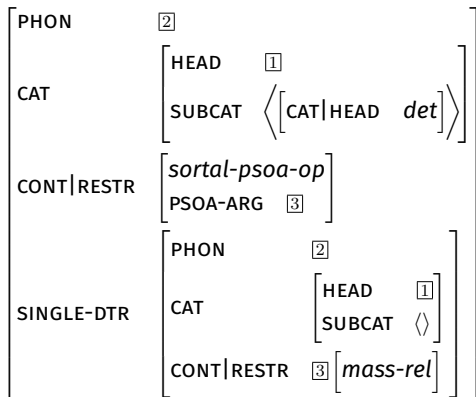 PHON 2
HEAD 1
CAT
SUBCAT ⟨[CAT|HEAD det]⟩
sortal-psoa-op
CONT|RESTR
PSOA-ARG 3
PHON 2
HEAD 1
SINGLE-DTR CAT
SUBCAT ⟨⟩
CONT|RESTR 3 [mass-rel]